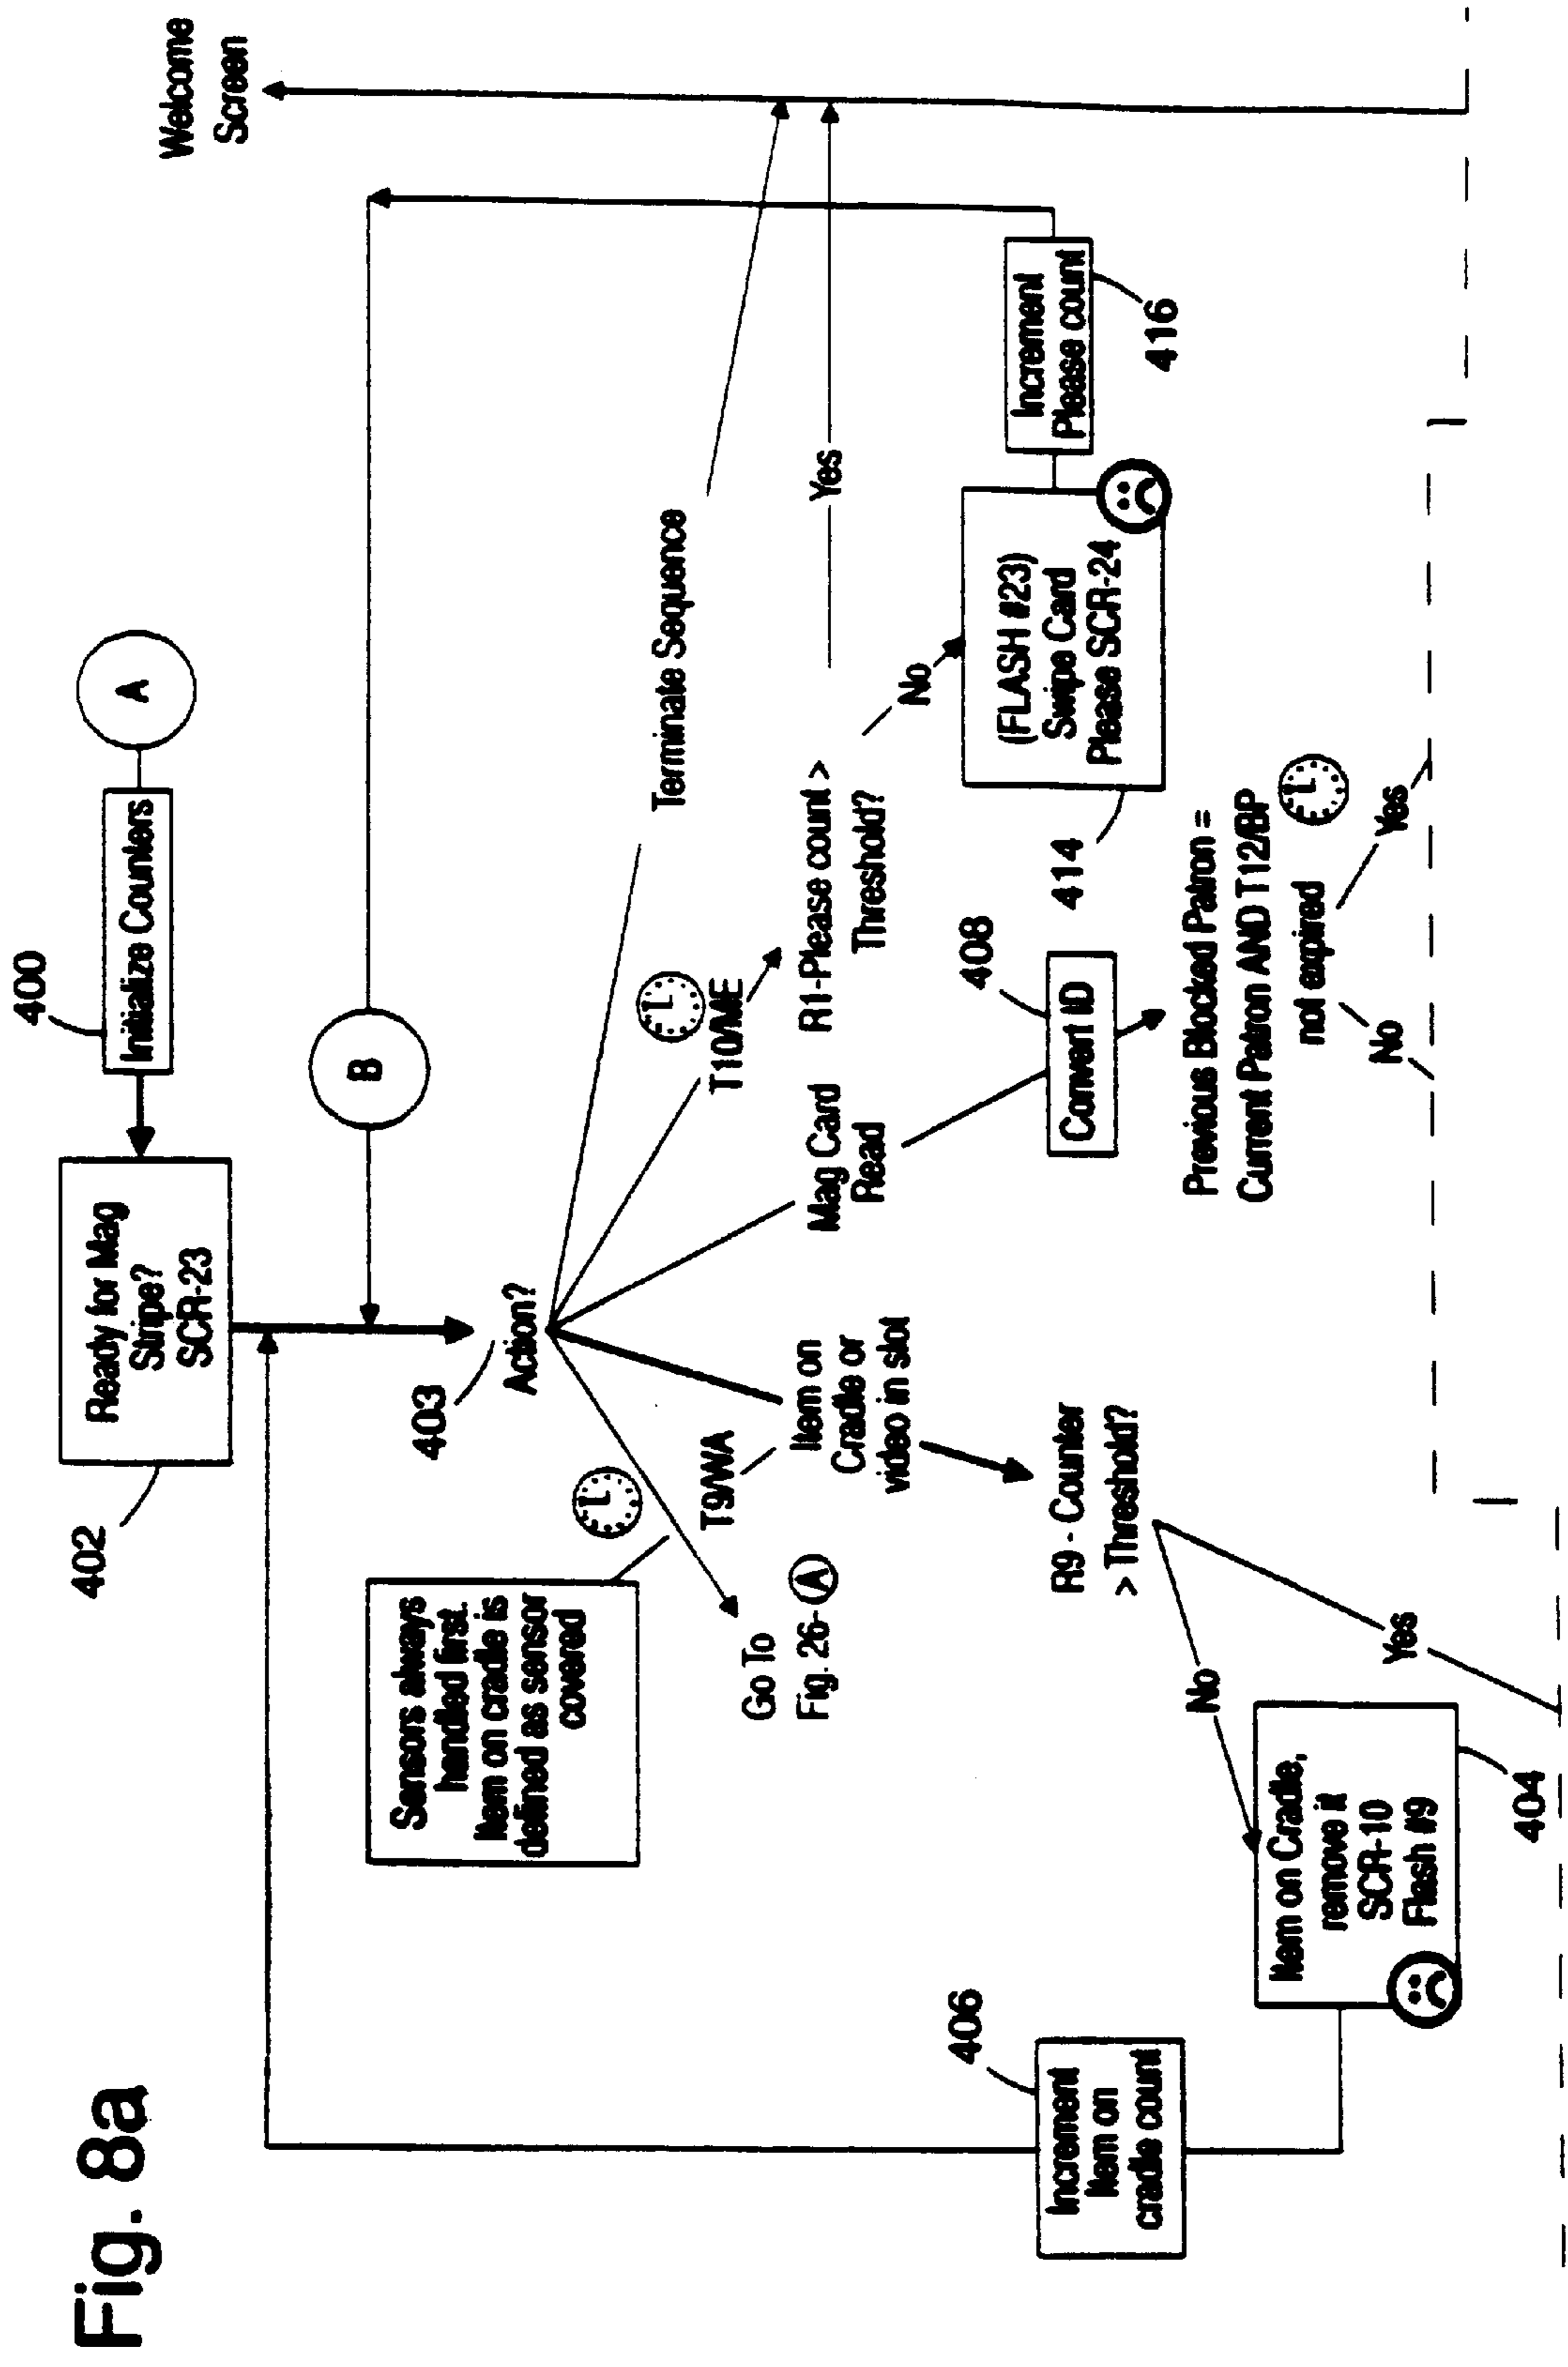 Fig. 8a
400
Initialize Counters
A
Welcome
Screen
402
Ready for Mag
Stripe?
SCR-23
B
403
Action?
Sensors always
handled first.
Item on cradle is
defined as sensor
covered
T9/WA
Go To
Fig. 26-A
Item on
Cradle or
video in slot
Mag Card
Read
T10/ME
Terminate Sequence
R1-Please count >
Threshold?
Yes
No
(FLASH #23)
Swipe Card
Please SCR-24
414
Increment
Please count
416
408
Convert ID
Previous Blocked Patron =
Current Patron AND T12/BP
not expired
No
Yes
R9 - Counter
> Threshold?
No
Yes
Item on Cradle,
remove it
SCR-10
Flash #9
404
406
Increment
Item on
cradle count